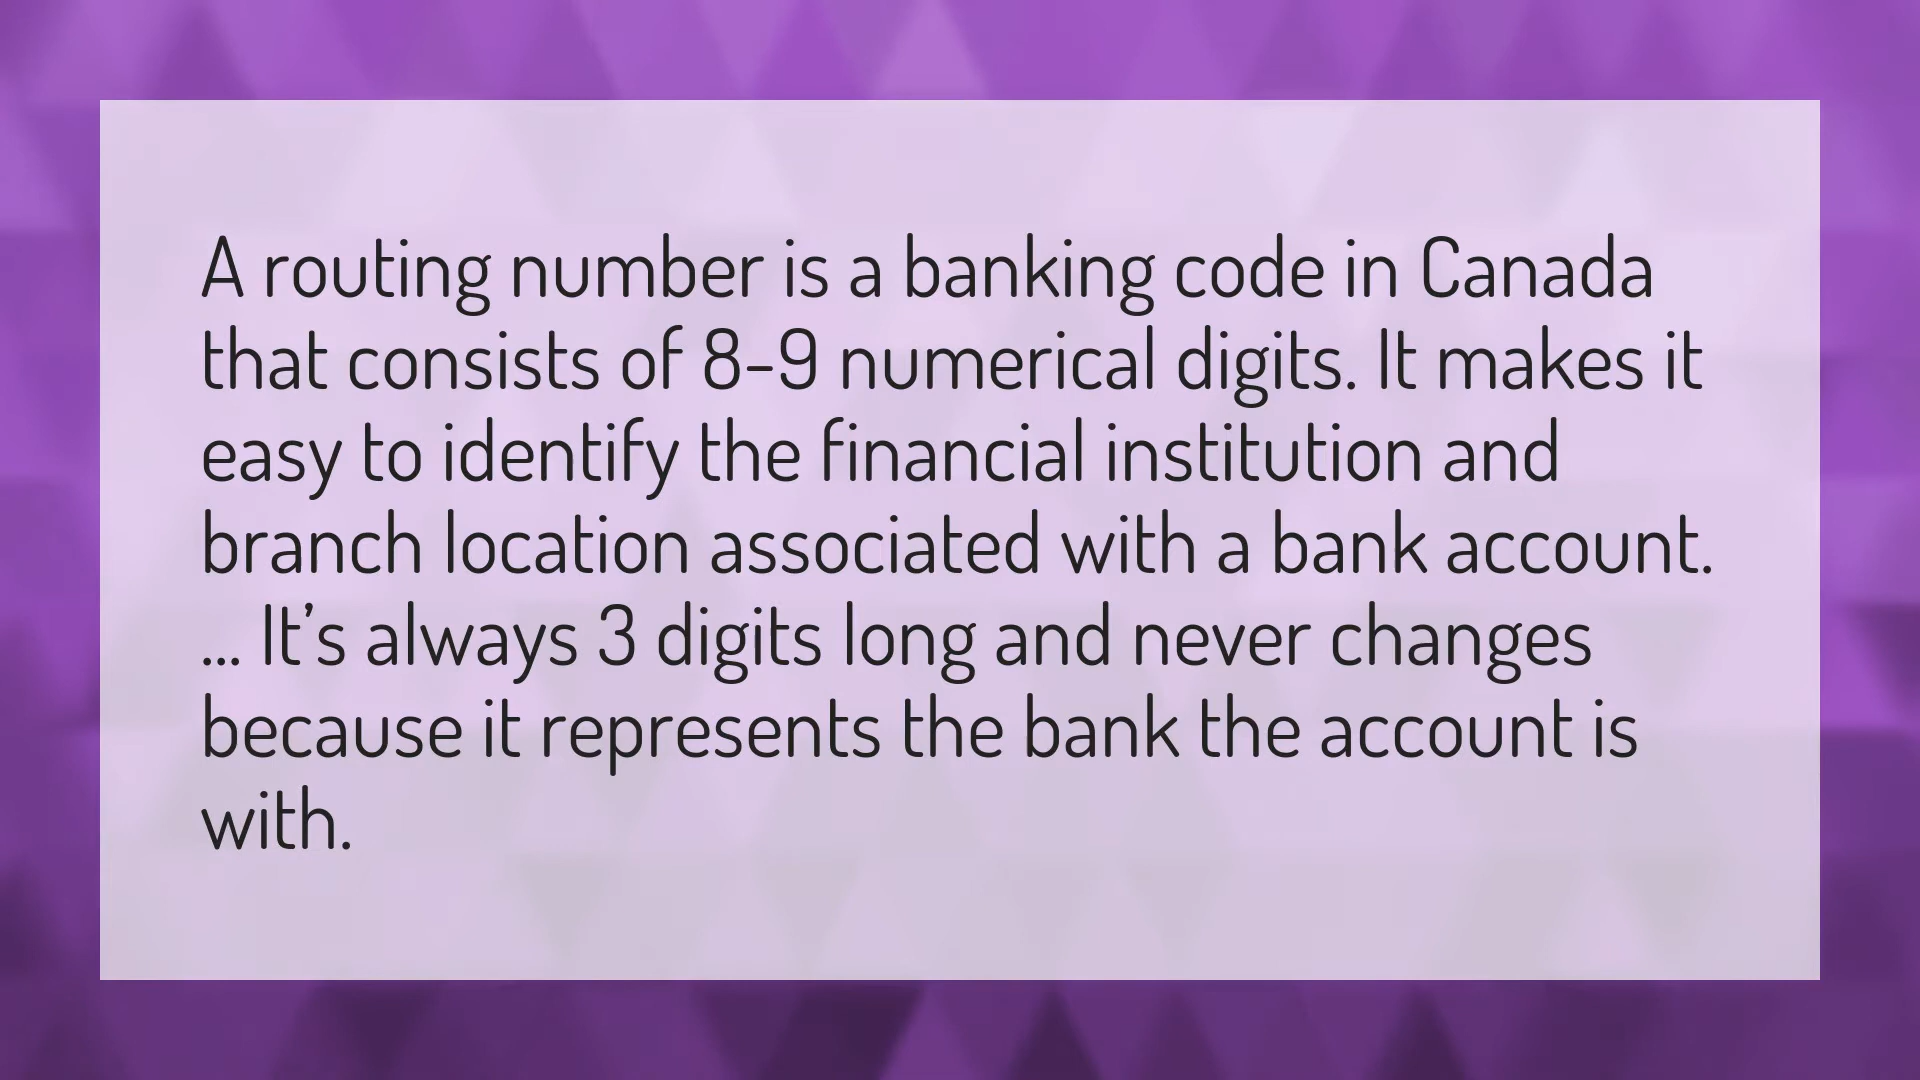 A routing number is a banking code in Canada
that consists of 8-9 numerical digits. It makes it
easy to identify the financial institution and
branch location associated with a bank account.
... It’s always 3 digits long and never changes
because it represents the bank the account is
with.